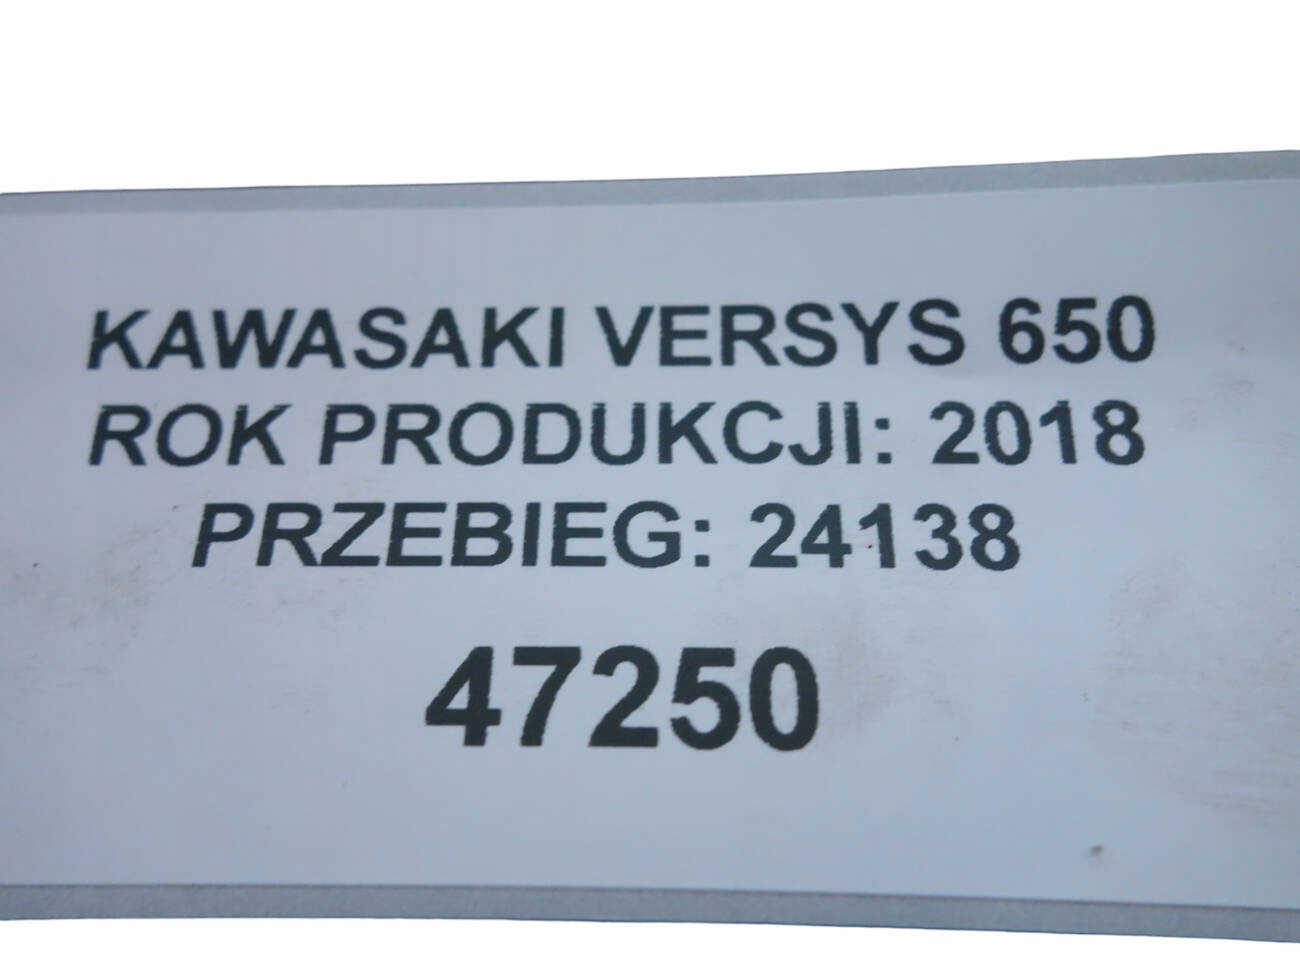 KAWASAKI VERSYS 650
ROK PRODUKCJI: 2018
PRZEBIEG: 24138
47250